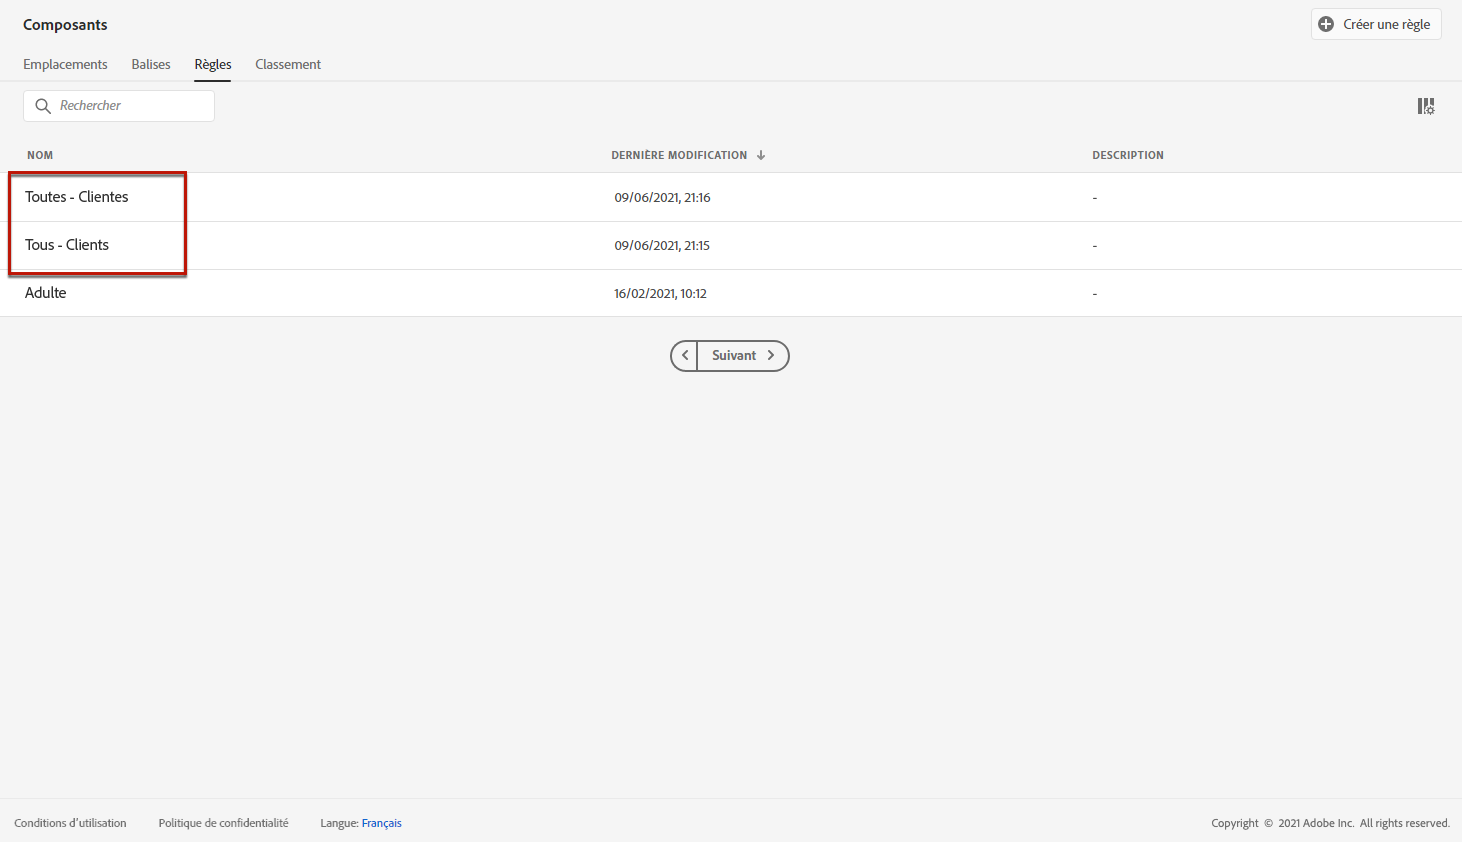 Composants
Créer une règle
Emplacements Balises Règles Classement
Rechercher
NOM DERNIÈRE MODIFICATION DESCRIPTION
Toutes - Clientes 09/06/2021, 21:16 -
Tous - Clients 09/06/2021, 21:15 -
Adulte 16/02/2021, 10:12 -
Suivant
Conditions d'utilisation Politique de confidentialité Langue: Français Copyright © 2021 Adobe Inc. All rights reserved.